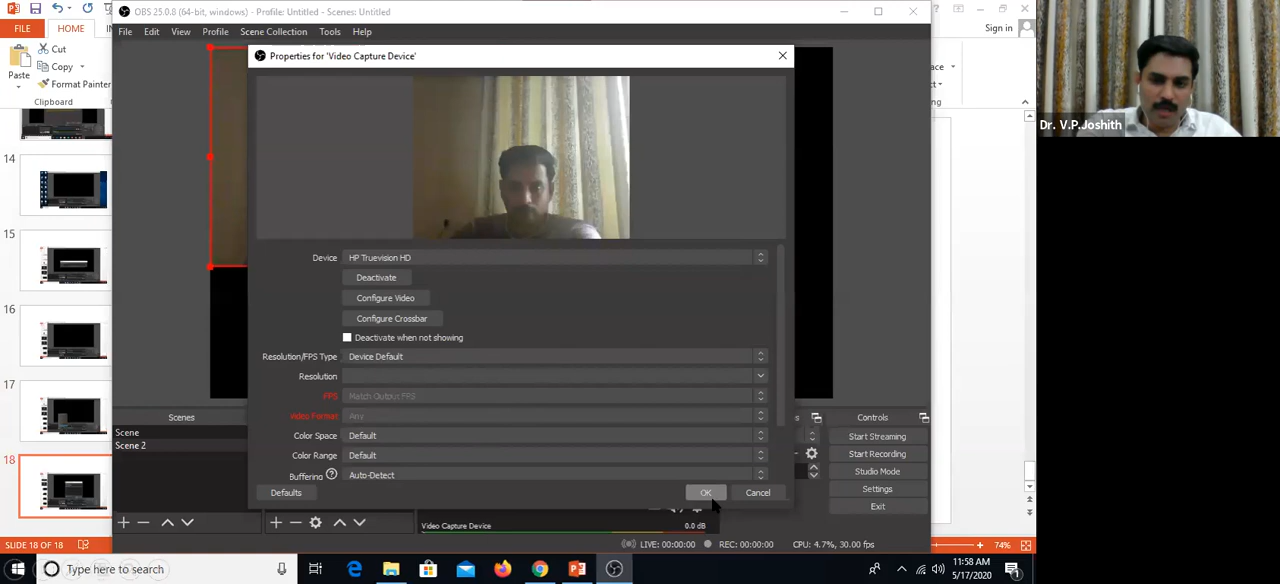 OBS 25.0.8 (64-bit, windows) - Profile: Untitled - Scenes: Untitled
Sign in
FILE
HOME
File Edit View Profile Scene Collection Tools Help
Cut
Copy
Format Painter
Paste
Clipboard
Properties for 'Video Capture Device'
Dr. V.P.Joshith
14
15
16
17
18
Device HP Truevision HD
Deactivate
Configure Video
Configure Crossbar
Deactivate when not showing
Resolution/FPS Type Device Default
Resolution
FPS Match Output FPS
Video Format Any
Color Space Default
Color Range Default
Buffering Auto-Detect
Defaults
OK
Cancel
Scenes
Scene
Scene 2
Controls
Start Streaming
Start Recording
Studio Mode
Settings
Exit
Video Capture Device 0.0 dB
LIVE: 00:00:00 REC: 00:00:00 CPU: 4.7%, 30.00 fps
SLIDE 18 OF 18
74%
Type here to search
11:58 AM
5/17/2020